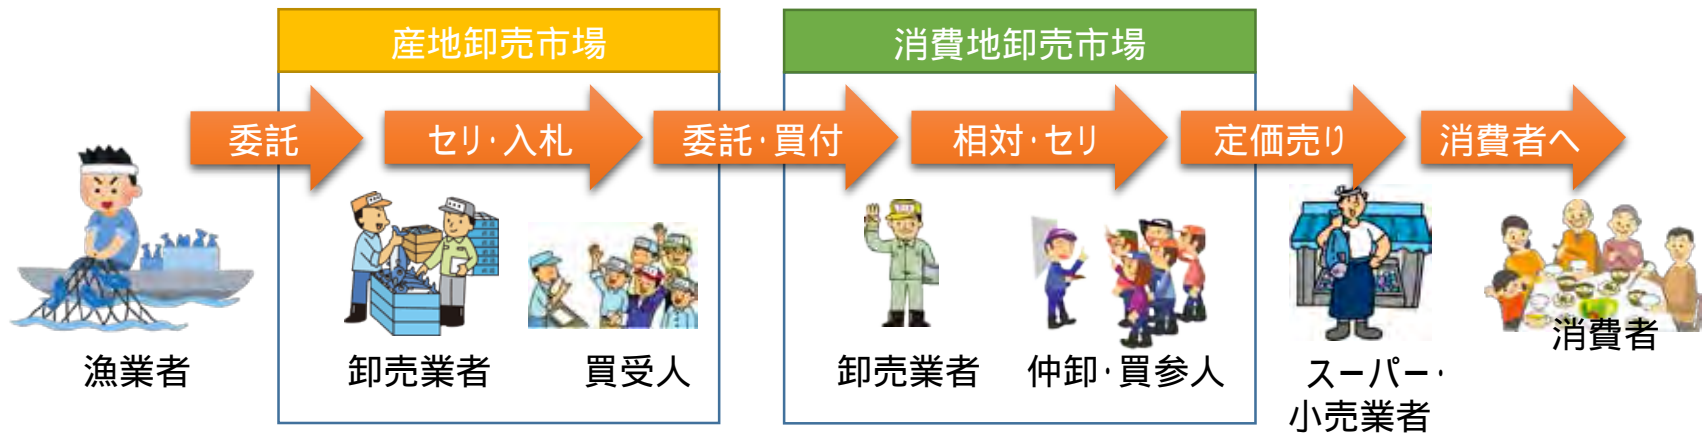 産地卸売市場
消費地卸売市場
委託
セリ・入札
委託・買付
相対・セリ
定価売り
消費者へ
漁業者
卸売業者
買受人
卸売業者
仲卸・買参人
スーパー・
小売業者
消費者